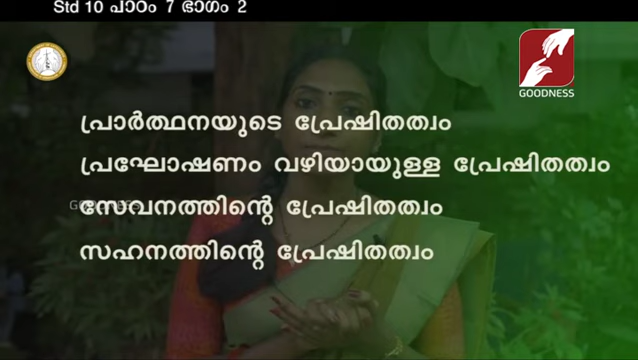 Std 10 പാഠം 7 ഭാഗം 2
GOODNESS
പ്രാർത്ഥനയുടെ പ്രേഷിതത്വം
പ്രഘോഷണം വഴിയായുള്ള പ്രേഷിതത്വം
സേവനത്തിന്റെ പ്രേഷിതത്വം
സഹനത്തിന്റെ പ്രേഷിതത്വം